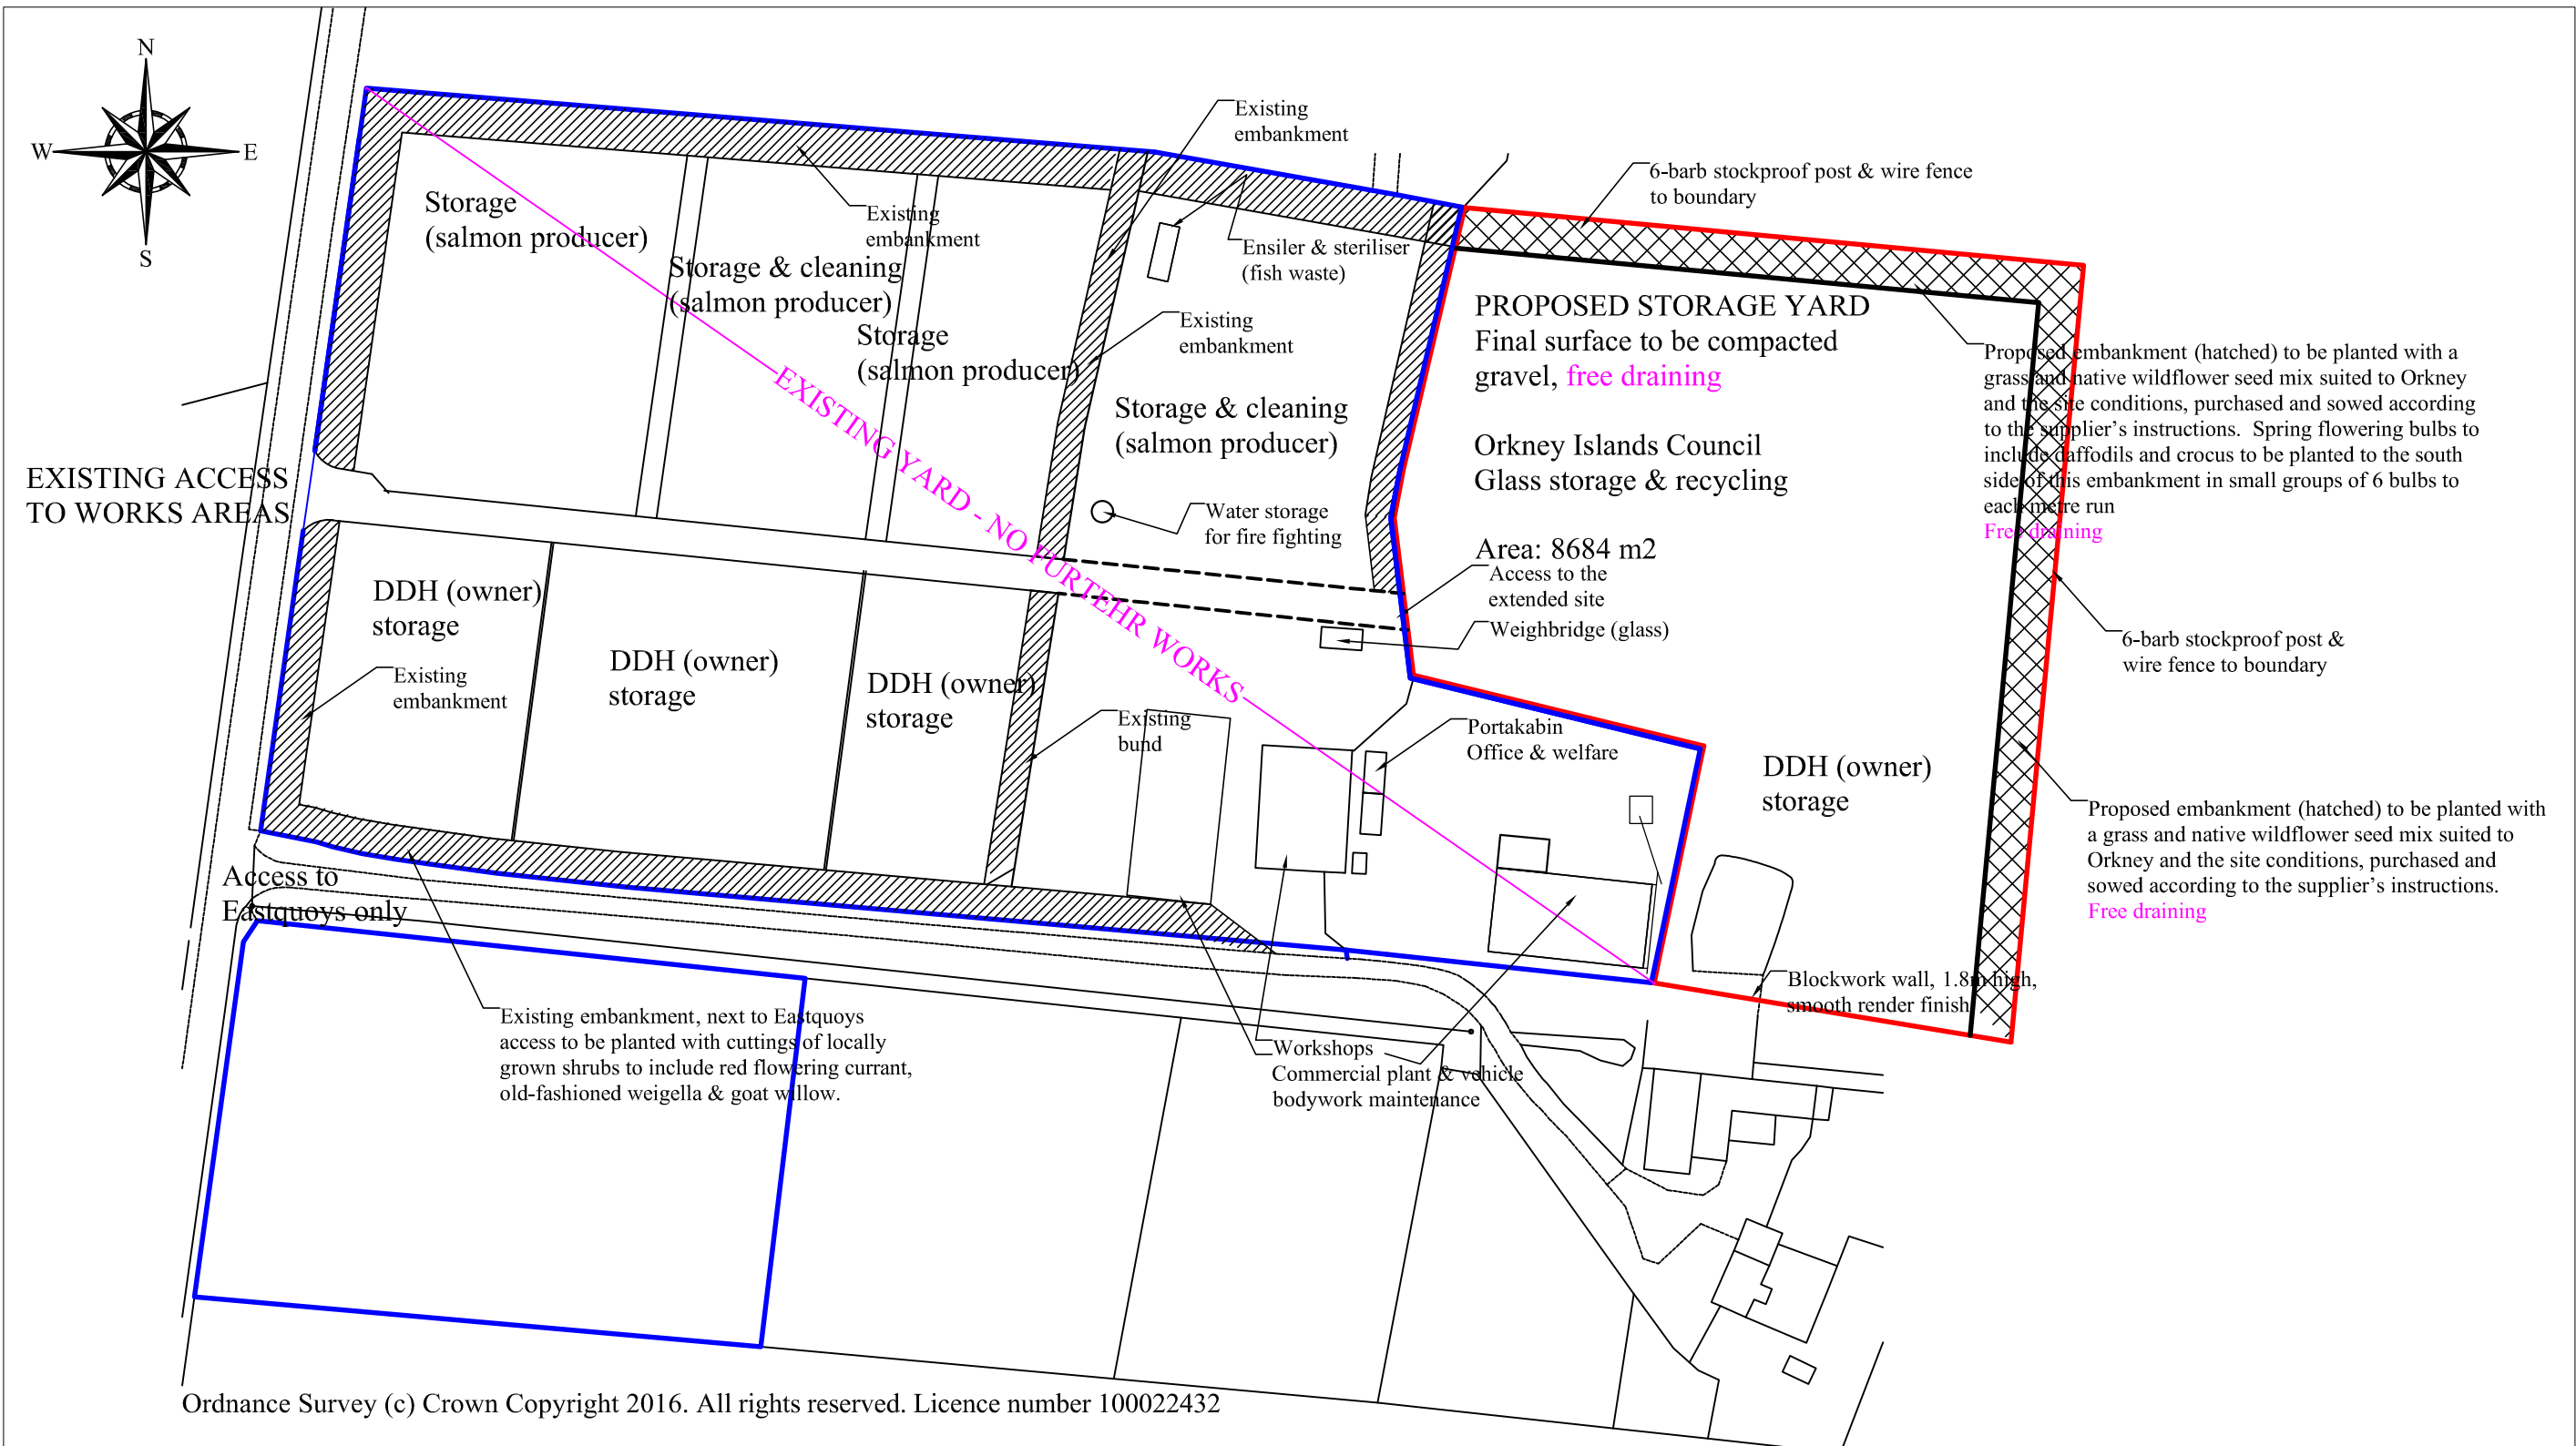 N
W
E
S
Existing
embankment
6-barb stockproof post & wire fence
to boundary
Storage
(salmon producer)
Existing
embankment
Ensiler & steriliser
(fish waste)
Storage & cleaning
(salmon producer)
Storage
(salmon producer)
Existing
embankment
PROPOSED STORAGE YARD
Final surface to be compacted
gravel, free draining
Orkney Islands Council
Glass storage & recycling
Area: 8684 m2
Proposed embankment (hatched) to be planted with a
grass and native wildflower seed mix suited to Orkney
and the site conditions, purchased and sowed according
to the supplier's instructions.  Spring flowering bulbs to
include daffodils and crocus to be planted to the south
side of this embankment in small groups of 6 bulbs to
each metre run
Free draining
Storage & cleaning
(salmon producer)
EXISTING YARD - NO FURTEHR WORKS
EXISTING ACCESS
TO WORKS AREAS
Water storage
for fire fighting
Access to the
extended site
Weighbridge (glass)
DDH (owner)
storage
Existing
embankment
DDH (owner)
storage
DDH (owner)
storage
Existing
bund
Portakabin
Office & welfare
6-barb stockproof post &
wire fence to boundary
DDH (owner)
storage
Proposed embankment (hatched) to be planted with
a grass and native wildflower seed mix suited to
Orkney and the site conditions, purchased and
sowed according to the supplier's instructions.
Free draining
Access to
Eastquoys only
Blockwork wall, 1.8m high,
smooth render finish
Existing embankment, next to Eastquoys
access to be planted with cuttings of locally
grown shrubs to include red flowering currant,
old-fashioned weigella & goat willow.
Workshops
Commercial plant & vehicle
bodywork maintenance
Ordnance Survey (c) Crown Copyright 2016. All rights reserved. Licence number 100022432